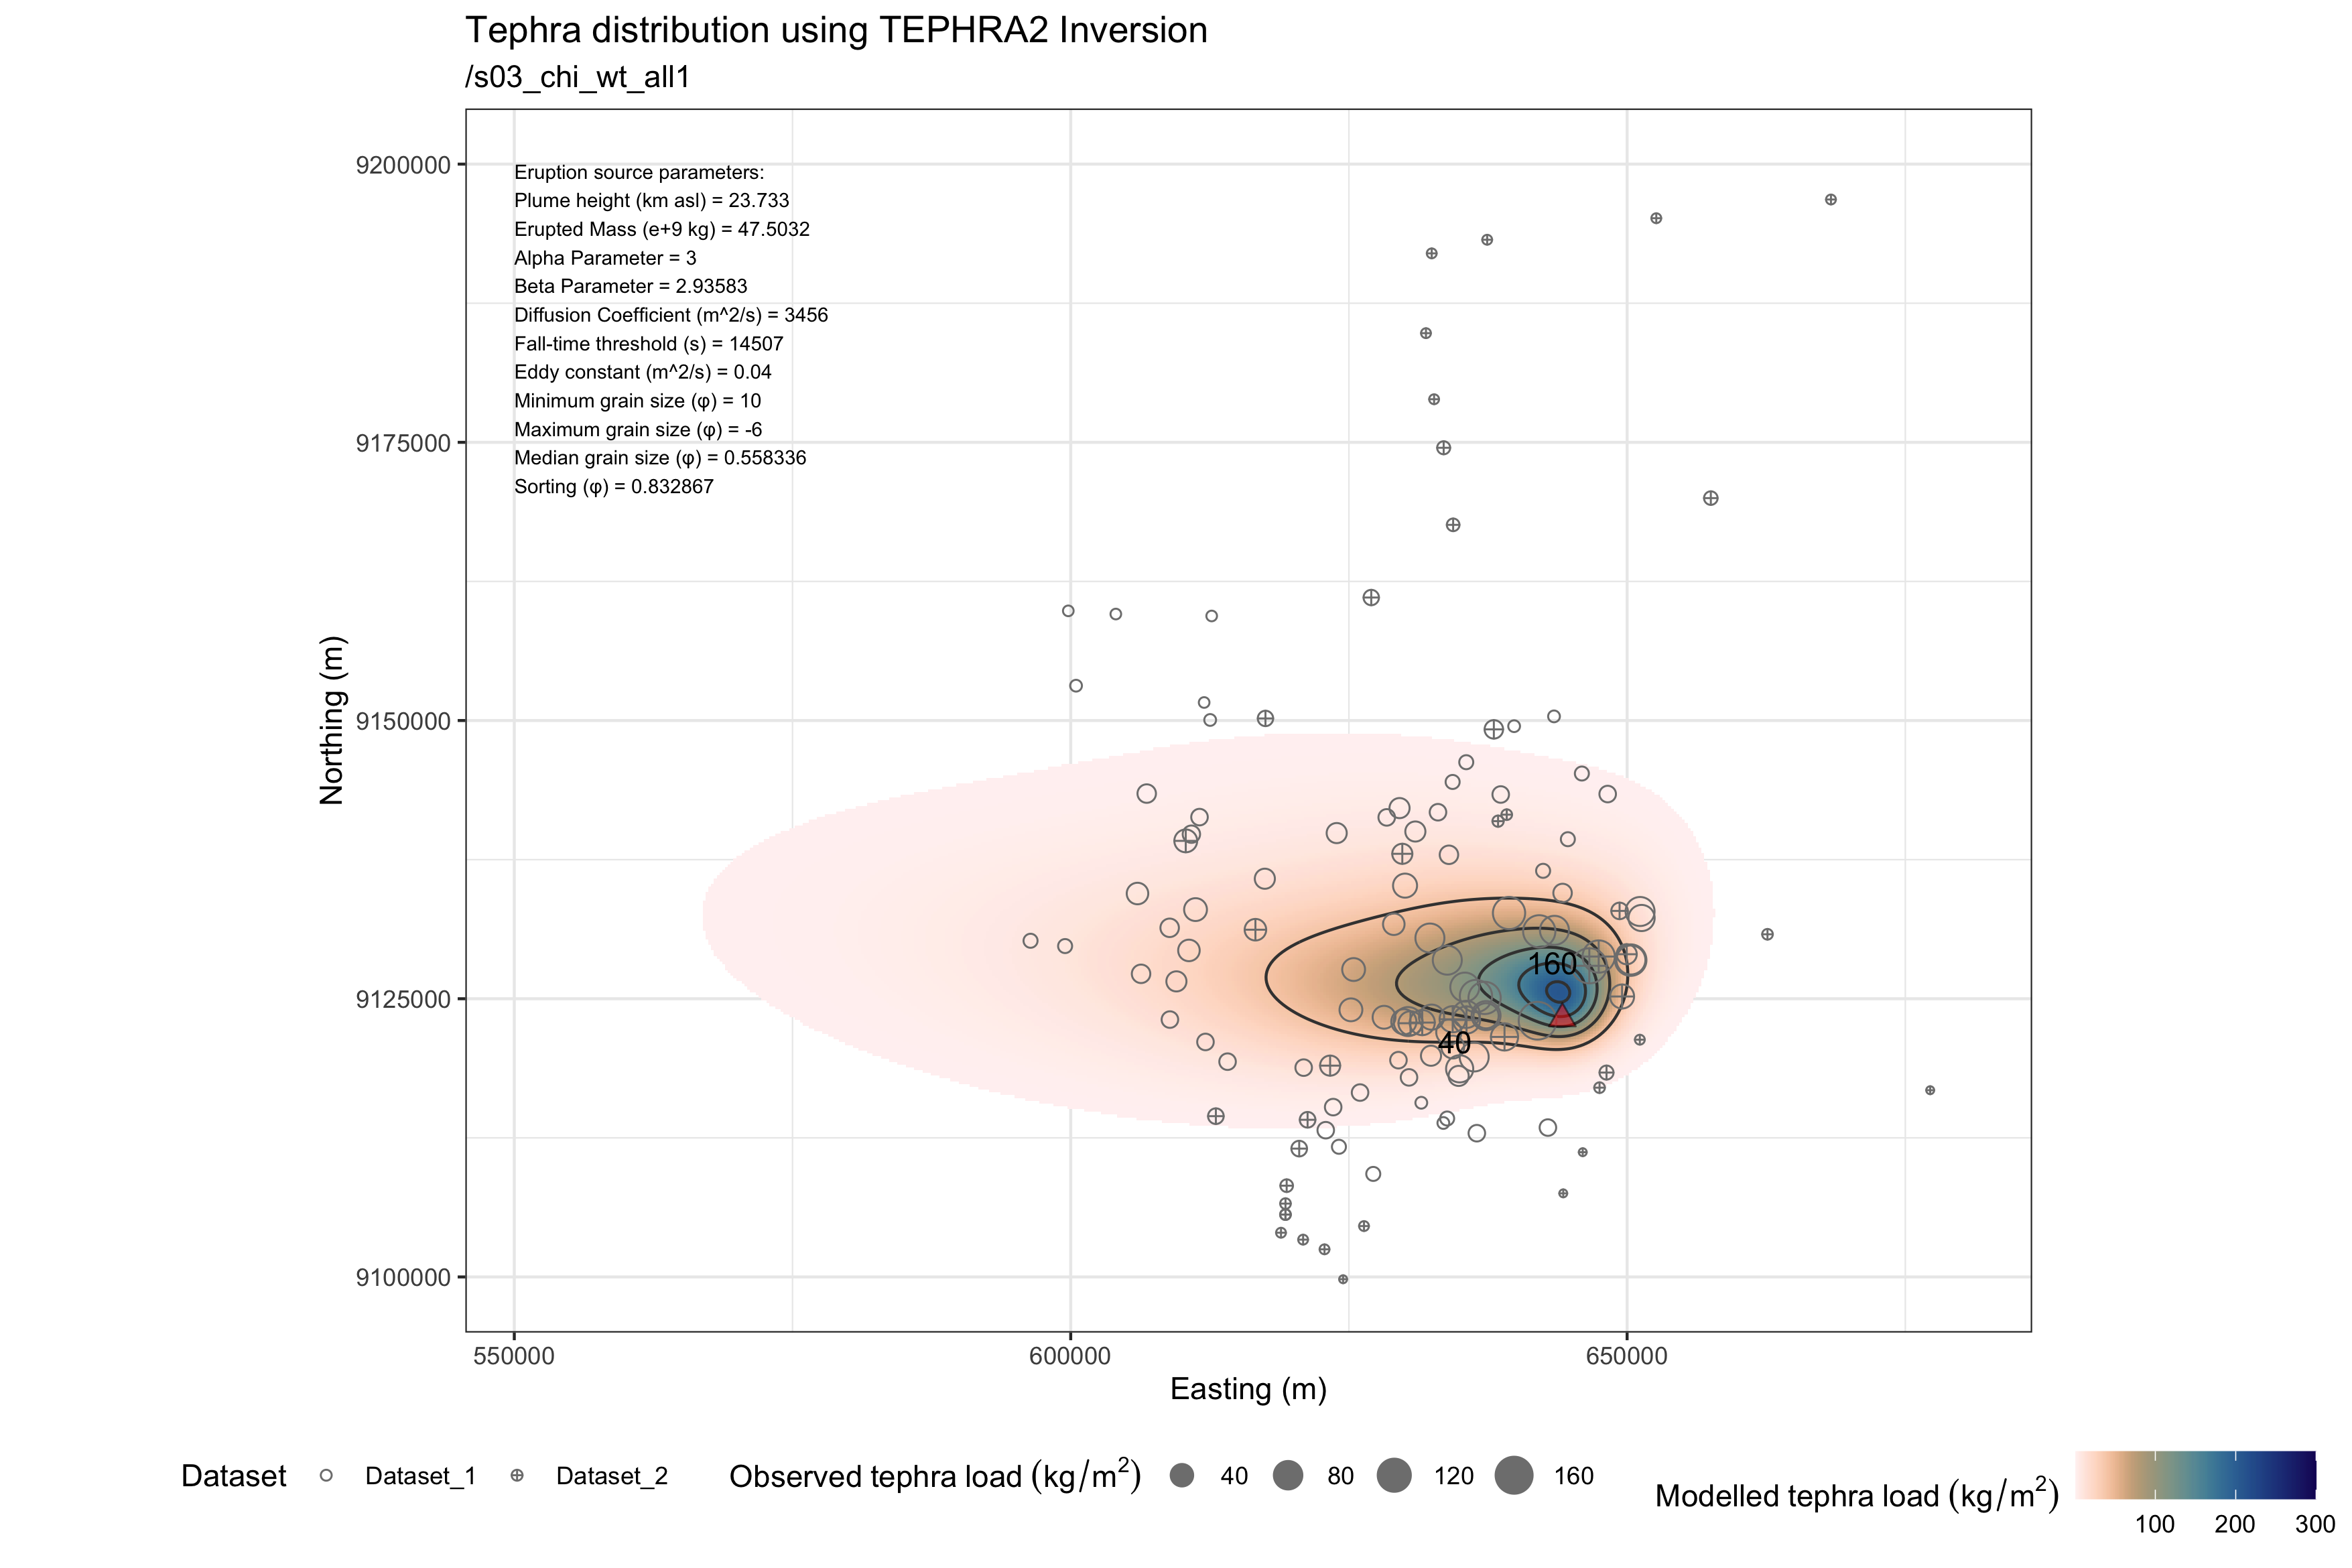 Tephra distribution using TEPHRA2 Inversion
/s03_chi_wt_all1
Eruption source parameters:
Plume height (km asl) = 23.733
Erupted Mass (e+9 kg) = 47.5032
Alpha Parameter = 3
Beta Parameter = 2.93583
Diffusion Coefficient (m^2/s) = 3456
Fall-time threshold (s) = 14507
Eddy constant (m^2/s) = 0.04
Minimum grain size (φ) = 10
Maximum grain size (φ) = -6
Median grain size (φ) = 0.558336
Sorting (φ) = 0.832867
9200000
9175000
9150000
9125000
9100000
Northing (m)
160
40
550000 600000 650000
Easting (m)
Dataset Dataset_1 Dataset_2 Observed tephra load (kg/m²) 40 80 120 160
Modelled tephra load (kg/m²)
100 200 300